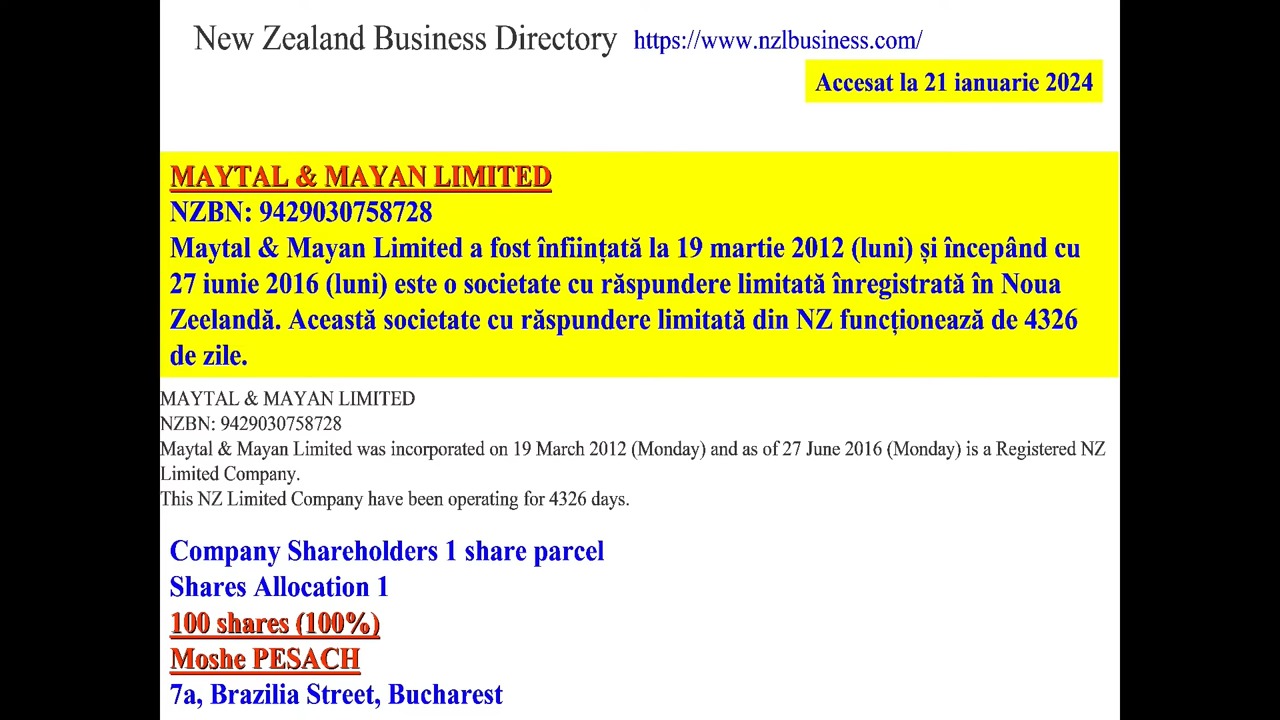 New Zealand Business Directory https://www.nzlbusiness.com/
Accesat la 21 ianuarie 2024
MAYTAL & MAYAN LIMITED
NZBN: 9429030758728
Maytal & Mayan Limited a fost înființată la 19 martie 2012 (luni) și începând cu
27 iunie 2016 (luni) este o societate cu răspundere limitată înregistrată în Noua
Zeelandă. Această societate cu răspundere limitată din NZ funcționează de 4326
de zile.
MAYTAL & MAYAN LIMITED
NZBN: 9429030758728
Maytal & Mayan Limited was incorporated on 19 March 2012 (Monday) and as of 27 June 2016 (Monday) is a Registered NZ
Limited Company.
This NZ Limited Company have been operating for 4326 days.
Company Shareholders 1 share parcel
Shares Allocation 1
100 shares (100%)
Moshe PESACH
7a, Brazilia Street, Bucharest